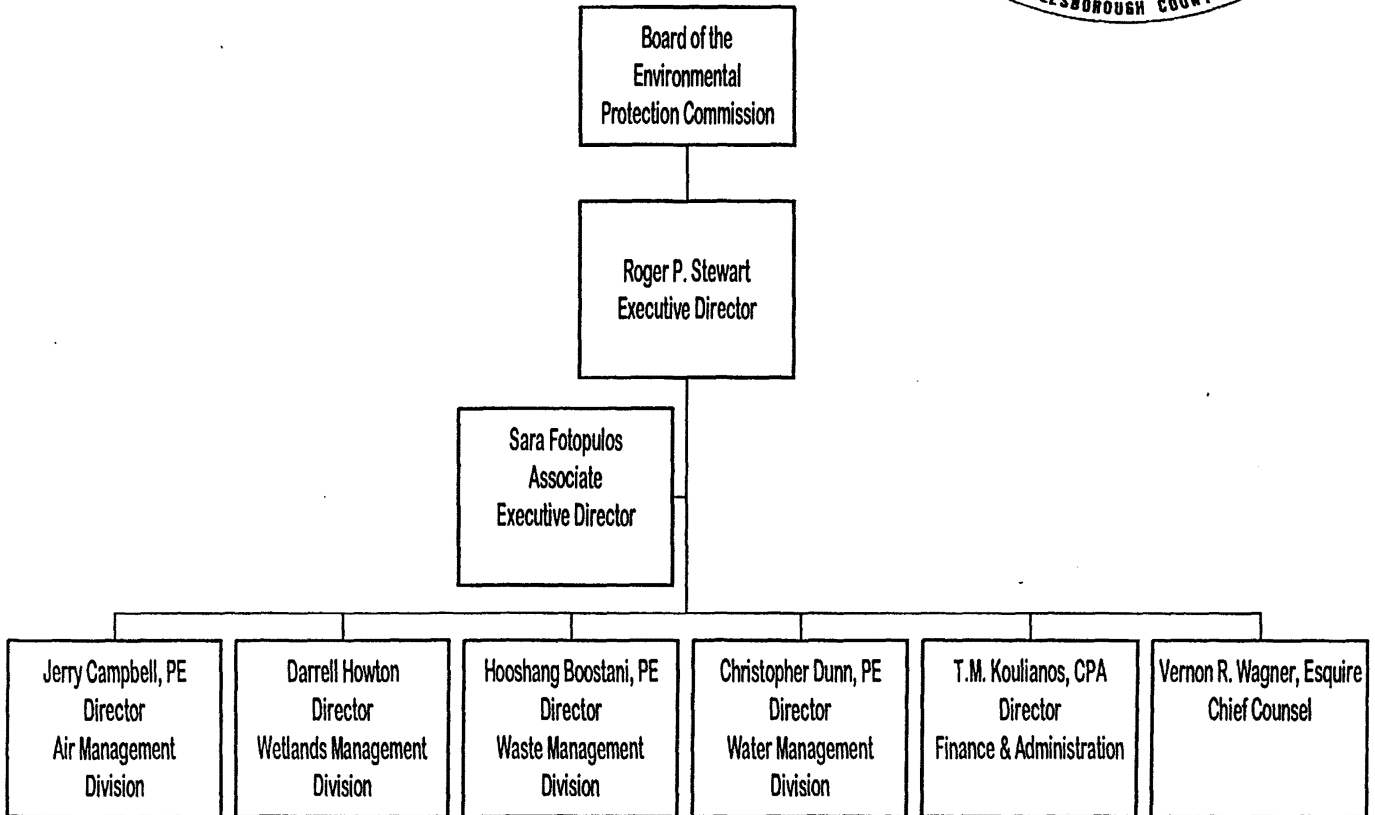 COUNTY
Board of the
Environmental
Protection Commission
Roger P. Stewart
Executive Director
Sara Fotopulos
Associate
Executive Director
Jerry Campbell, PE
Director
Air Management
Division
Darrell Howton
Director
Wetlands Management
Division
Hooshang Boostani, PE
Director
Waste Management
Division
Christopher Dunn, PE
Director
Water Management
Division
T.M. Koulianos, CPA
Director
Finance & Administration
Vernon R. Wagner, Esquire
Chief Counsel